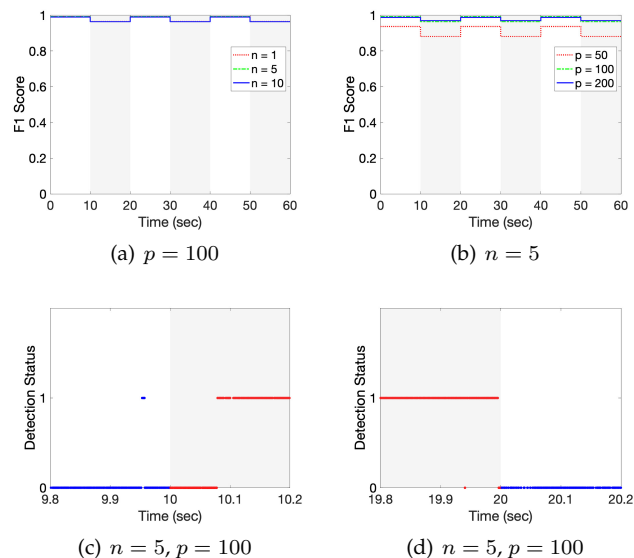 1
0.8
0.6
0.4
0.2
0
F1 Score
n = 1
n = 5
n = 10
0 10 20 30 40 50 60
Time (sec)
(a) p = 100
1
0.8
0.6
0.4
0.2
0
F1 Score
p = 50
p = 100
p = 200
0 10 20 30 40 50 60
Time (sec)
(b) n = 5
1
0
Detection Status
9.8 9.9 10 10.1 10.2
Time (sec)
(c) n = 5, p = 100
1
0
Detection Status
19.8 19.9 20 20.1 20.2
Time (sec)
(d) n = 5, p = 100